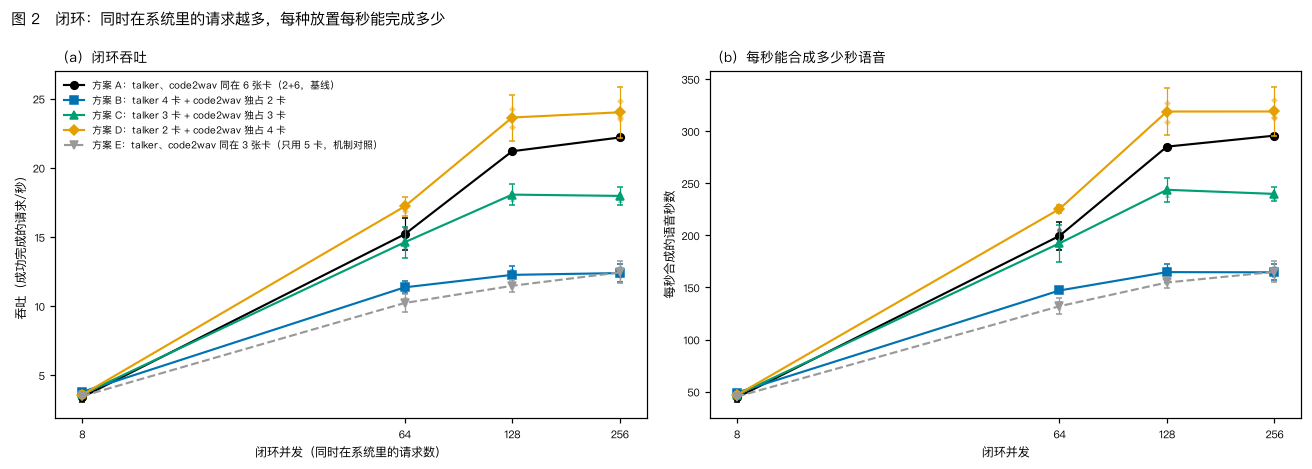 图 2 闭环：同时在系统里的请求越多，每种放置每秒能完成多少
（a）闭环吞吐
方案 A：talker、code2wav 同在 6 张卡（2+6，基线）
方案 B：talker 4 卡 + code2wav 独占 2 卡
方案 C：talker 3 卡 + code2wav 独占 3 卡
方案 D：talker 2 卡 + code2wav 独占 4 卡
方案 E：talker、code2wav 同在 3 张卡（只用 5 卡，机制对照）
吞吐（成功完成的请求/秒）
25
20
15
10
5
8
64
128
256
闭环并发（同时在系统里的请求数）
（b）每秒能合成多少秒语音
每秒合成的语音秒数
350
300
250
200
150
100
50
8
64
128
256
闭环并发